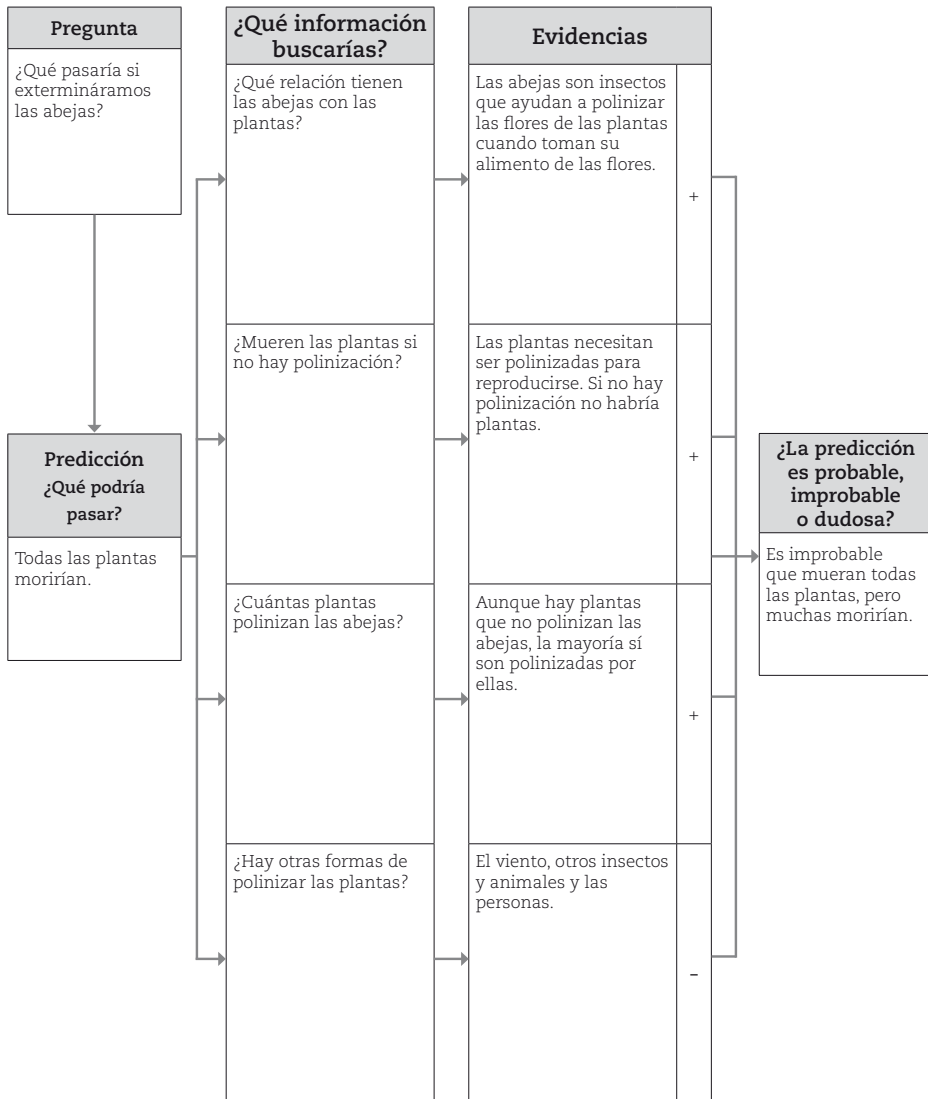 Pregunta
¿Qué pasaría si
extermináramos
las abejas?
Predicción
¿Qué podría
pasar?
Todas las plantas
morirían.
¿Qué información
buscarías?
¿Qué relación tienen
las abejas con las
plantas?
¿Mueren las plantas si
no hay polinización?
¿Cuántas plantas
polinizan las abejas?
¿Hay otras formas de
polinizar las plantas?
Evidencias
Las abejas son insectos
que ayudan a polinizar
las flores de las plantas
cuando toman su
alimento de las flores.
+
Las plantas necesitan
ser polinizadas para
reproducirse. Si no hay
polinización no habría
plantas.
+
Aunque hay plantas
que no polinizan las
abejas, la mayoría sí
son polinizadas por
ellas.
+
El viento, otros insectos
y animales y las
personas.
–
¿La predicción
es probable,
improbable
o dudosa?
Es improbable
que mueran todas
las plantas, pero
muchas morirían.